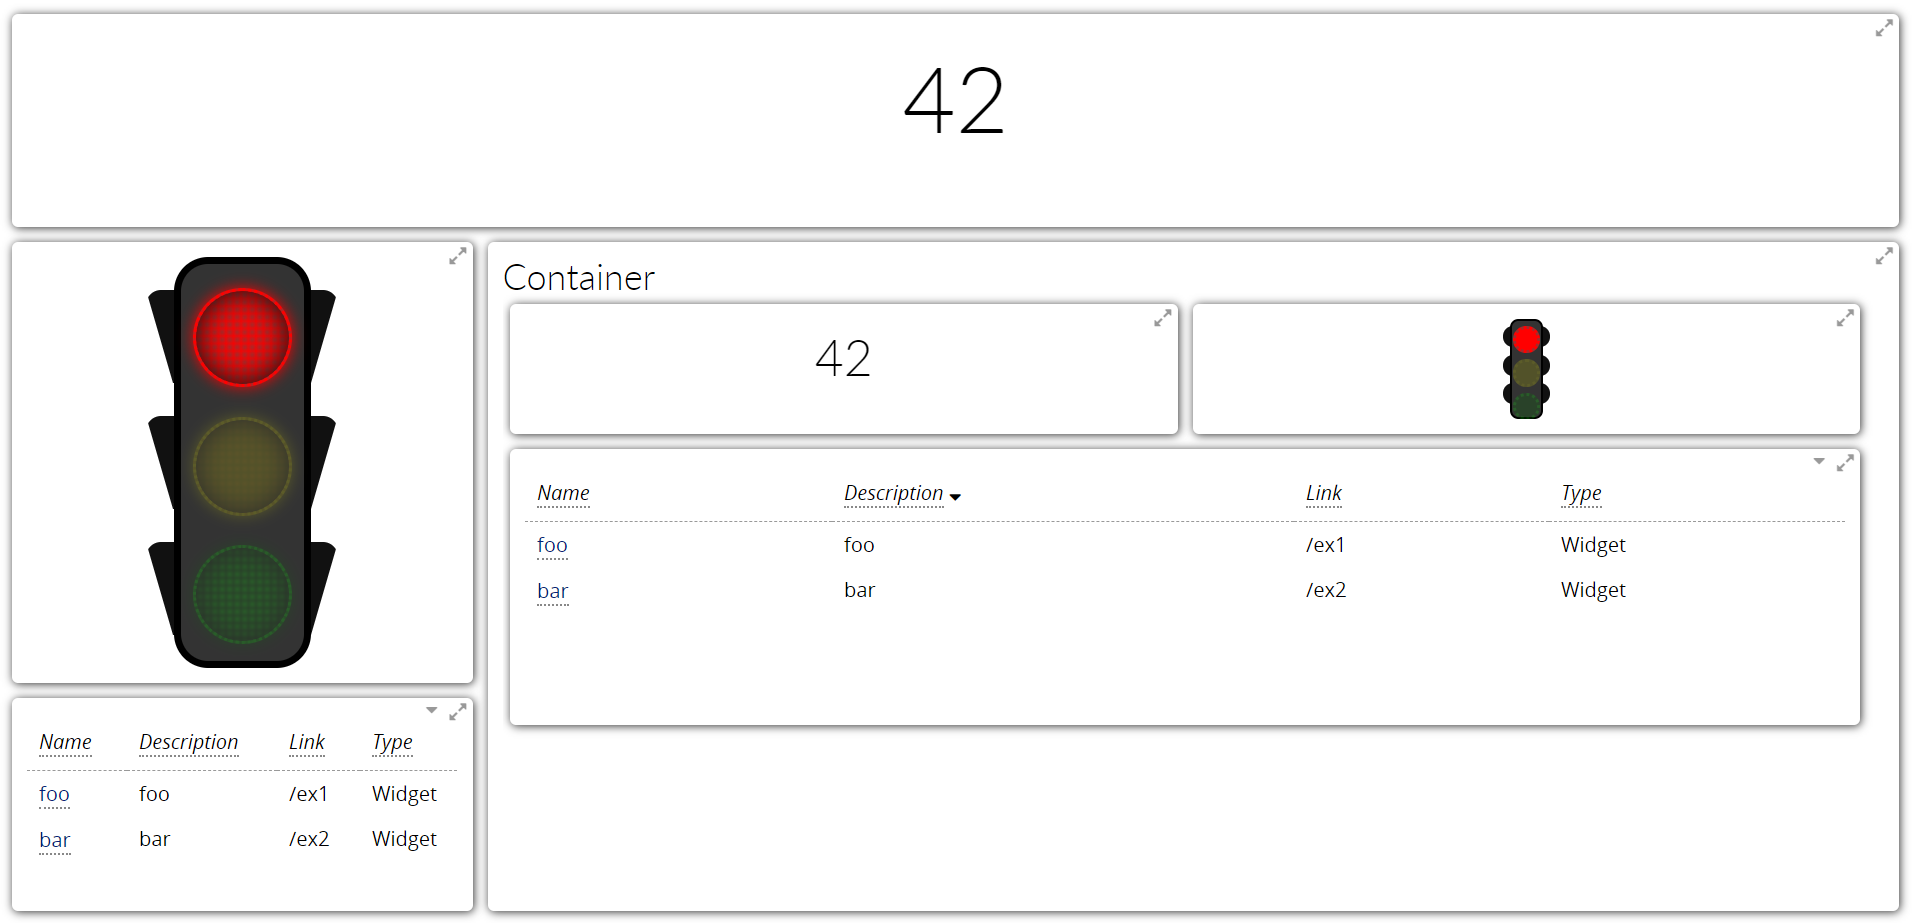 42
Container
42
Name Description Link Type
foo foo /ex1 Widget
bar bar /ex2 Widget
Name Description Link Type
foo foo /ex1 Widget
bar bar /ex2 Widget